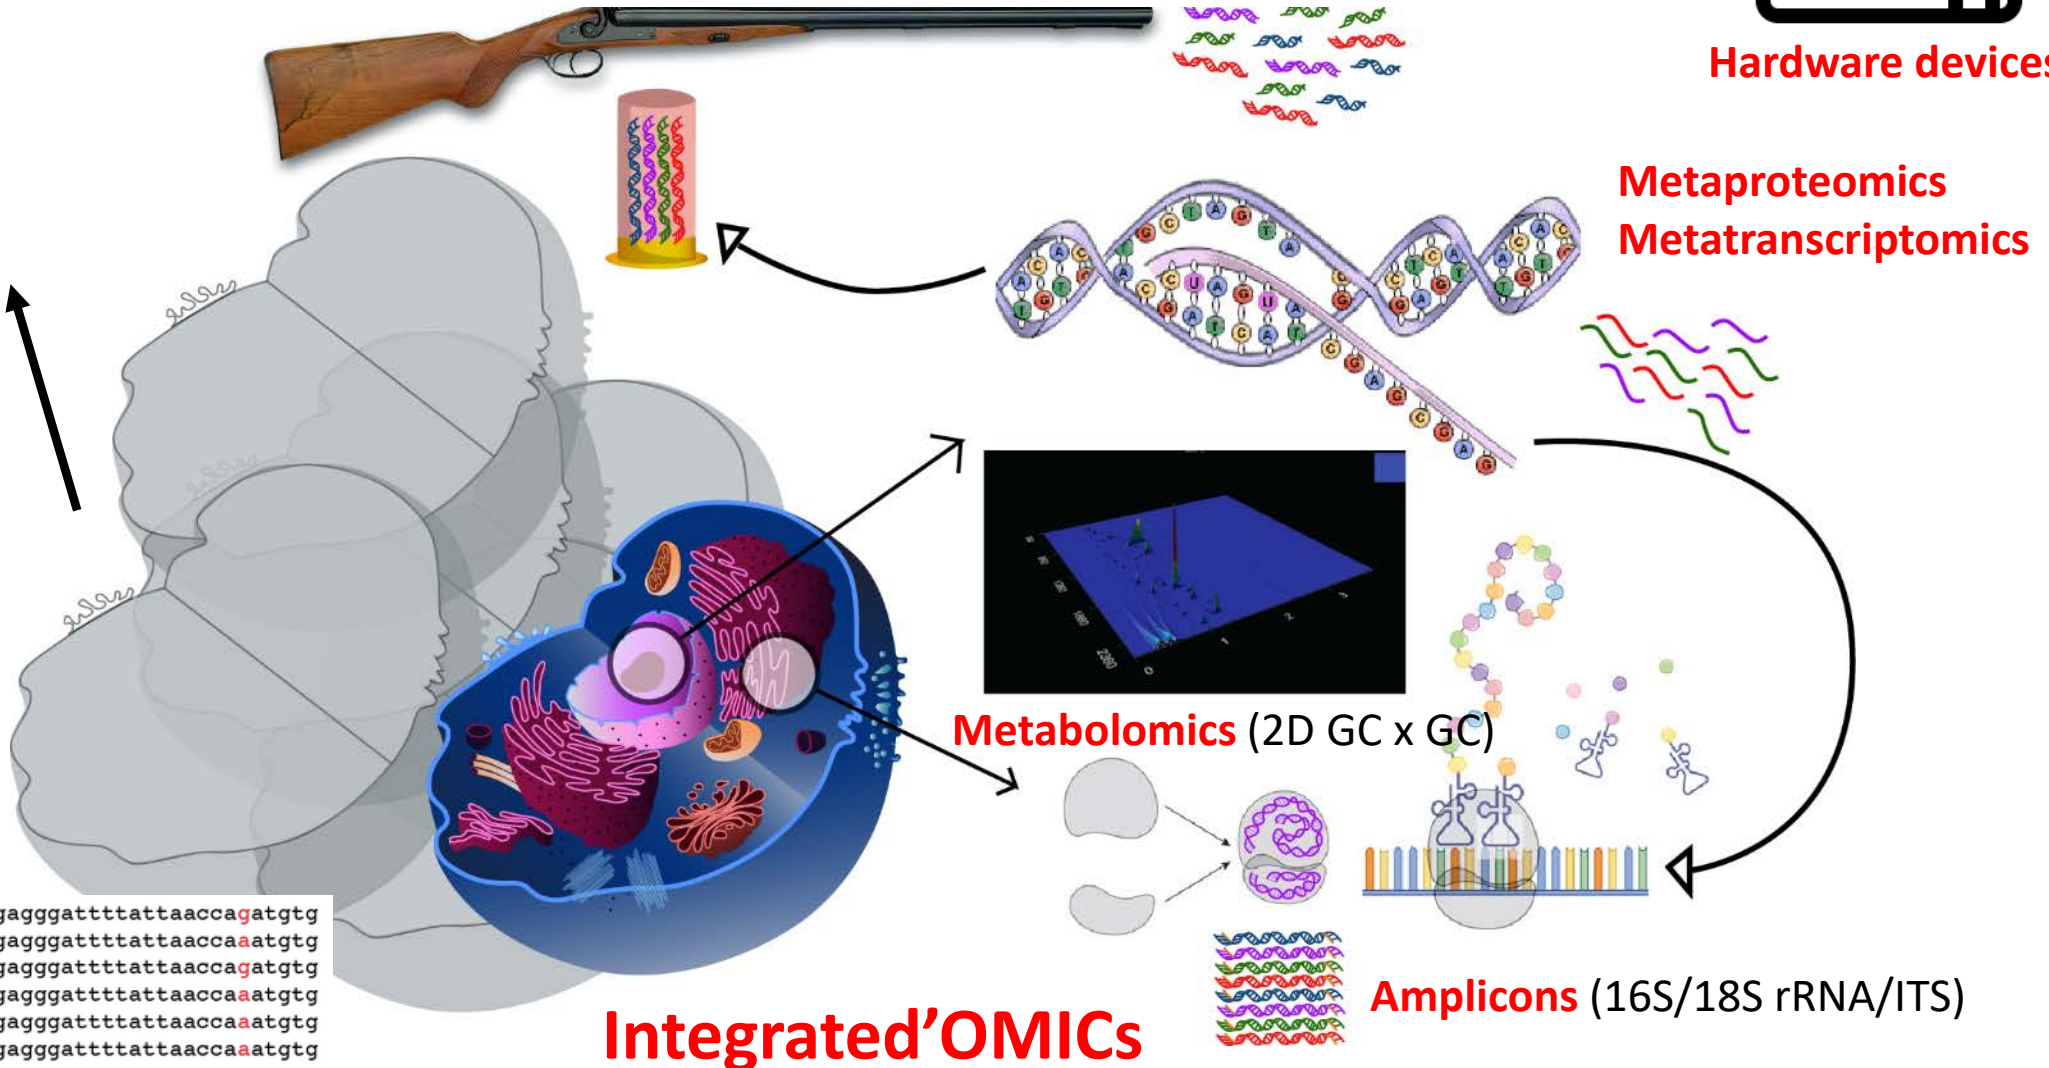 Hardware devices
Metaproteomics
Metatranscriptomics
Metabolomics (2D GC x GC)
gagggattttattaaccagatgtg
gagggattttattaaccaaatgtg
gagggattttattaaccagatgtg
gagggattttattaaccaaatgtg
gagggattttattaaccaaatgtg
gagggattttattaaccaaatgtg
Amplicons (16S/18S rRNA/ITS)
Integrated’OMICs